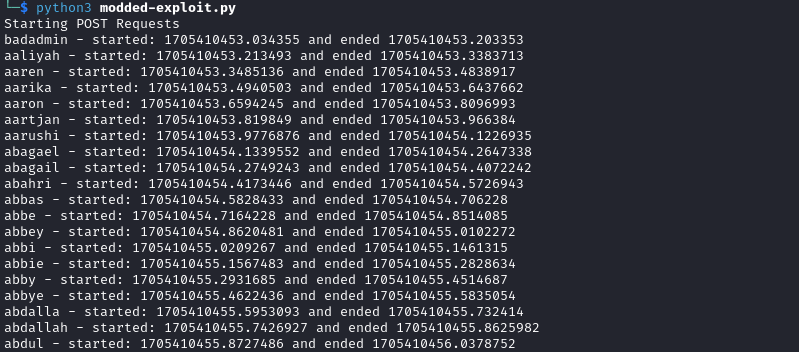 └─$ python3 modded-exploit.py
Starting POST Requests
badadmin - started: 1705410453.034355 and ended 1705410453.203353
aaliyah - started: 1705410453.213493 and ended 1705410453.3383713
aaren - started: 1705410453.3485136 and ended 1705410453.4838917
aarika - started: 1705410453.4940503 and ended 1705410453.6437662
aaron - started: 1705410453.6594245 and ended 1705410453.8096993
aartjan - started: 1705410453.819849 and ended 1705410453.966384
aarushi - started: 1705410453.9776876 and ended 1705410454.1226935
abagael - started: 1705410454.1339552 and ended 1705410454.2647338
abagail - started: 1705410454.2749243 and ended 1705410454.4072242
abahri - started: 1705410454.4173446 and ended 1705410454.5726943
abbas - started: 1705410454.5828433 and ended 1705410454.706228
abbe - started: 1705410454.7164228 and ended 1705410454.8514085
abbey - started: 1705410454.8620481 and ended 1705410455.0102272
abbi - started: 1705410455.0209267 and ended 1705410455.1461315
abbie - started: 1705410455.1567483 and ended 1705410455.2828634
abby - started: 1705410455.2931685 and ended 1705410455.4514687
abbye - started: 1705410455.4622436 and ended 1705410455.5835054
abdalla - started: 1705410455.5953093 and ended 1705410455.732414
abdallah - started: 1705410455.7426927 and ended 1705410455.8625982
abdul - started: 1705410455.8727486 and ended 1705410456.0378752